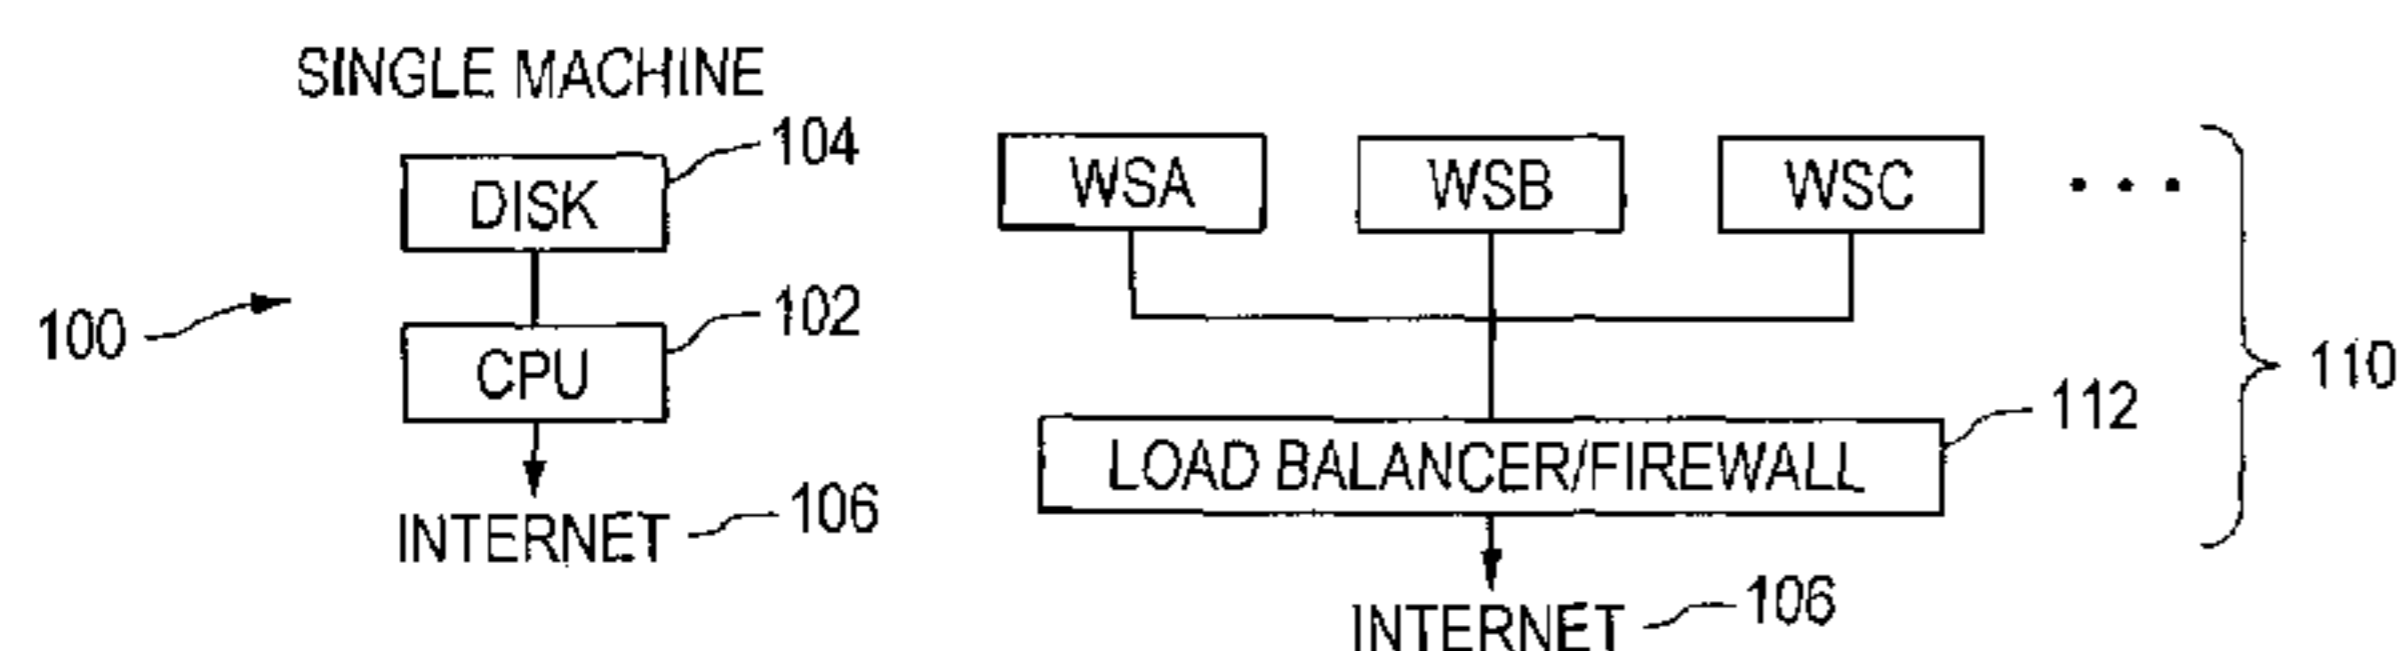 SINGLE MACHINE
104
DISK
100
102
CPU
INTERNET 106
WSA WSB WSC • • •
110
112
LOAD BALANCER/FIREWALL
INTERNET 106